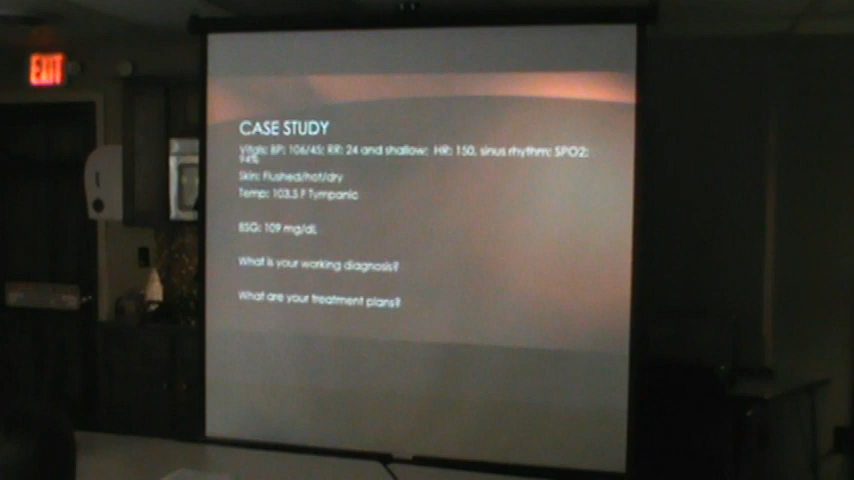 EXIT
CASE STUDY
Vitals: BP: 106/45; RR: 24 and shallow; HR: 150, sinus rhythm; SPO2:
94%
Skin: Flushed/hot/dry
Temp: 103.5 F Tympanic
BSG: 109 mg/dL
What is your working diagnosis?
What are your treatment plans?